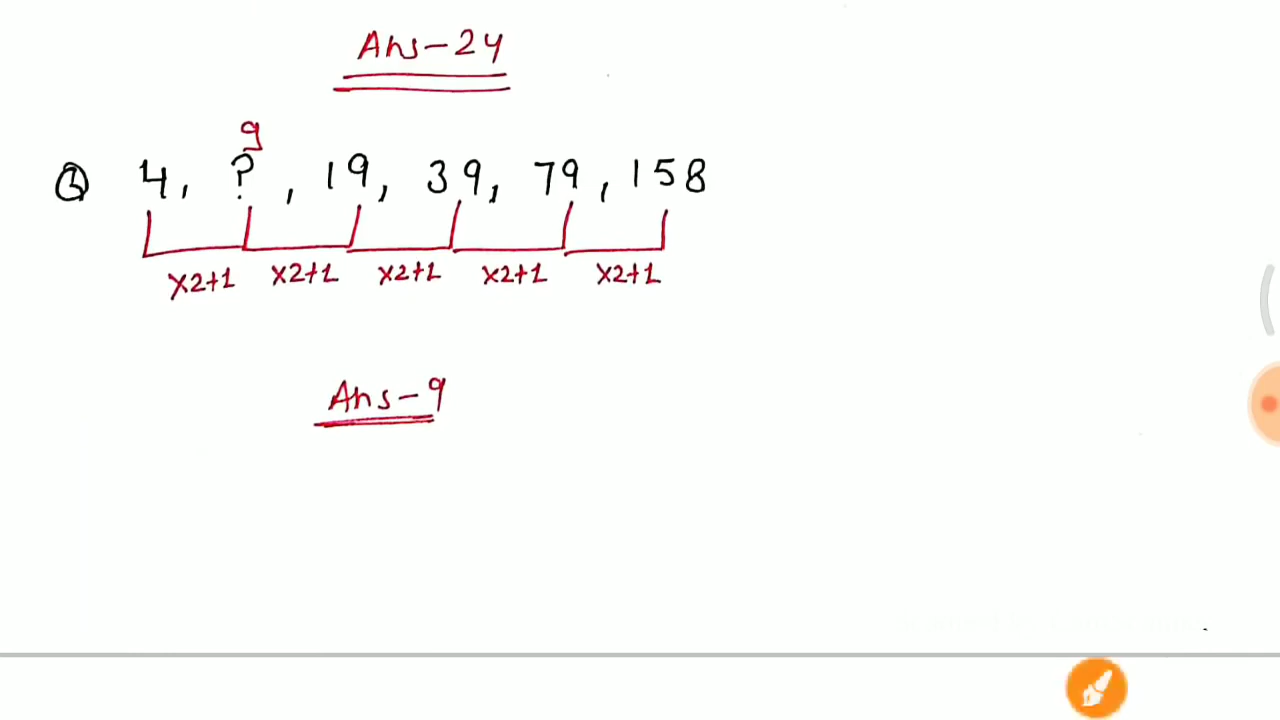 Ans-24
9
Q 4, ?, 19, 39, 79, 158
x2+1 x2+1 x2+1 x2+1 x2+1
Ans-9